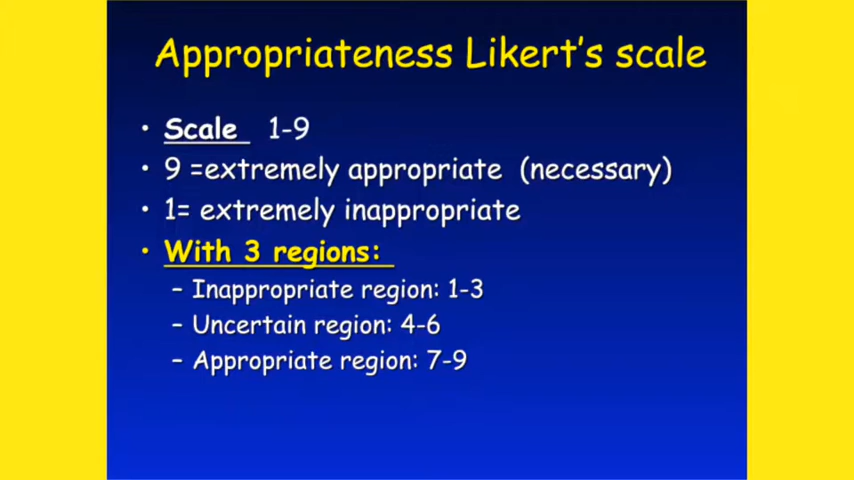 Appropriateness Likert's scale
• Scale 1-9
• 9 =extremely appropriate (necessary)
• 1= extremely inappropriate
• With 3 regions:
– Inappropriate region: 1-3
– Uncertain region: 4-6
– Appropriate region: 7-9